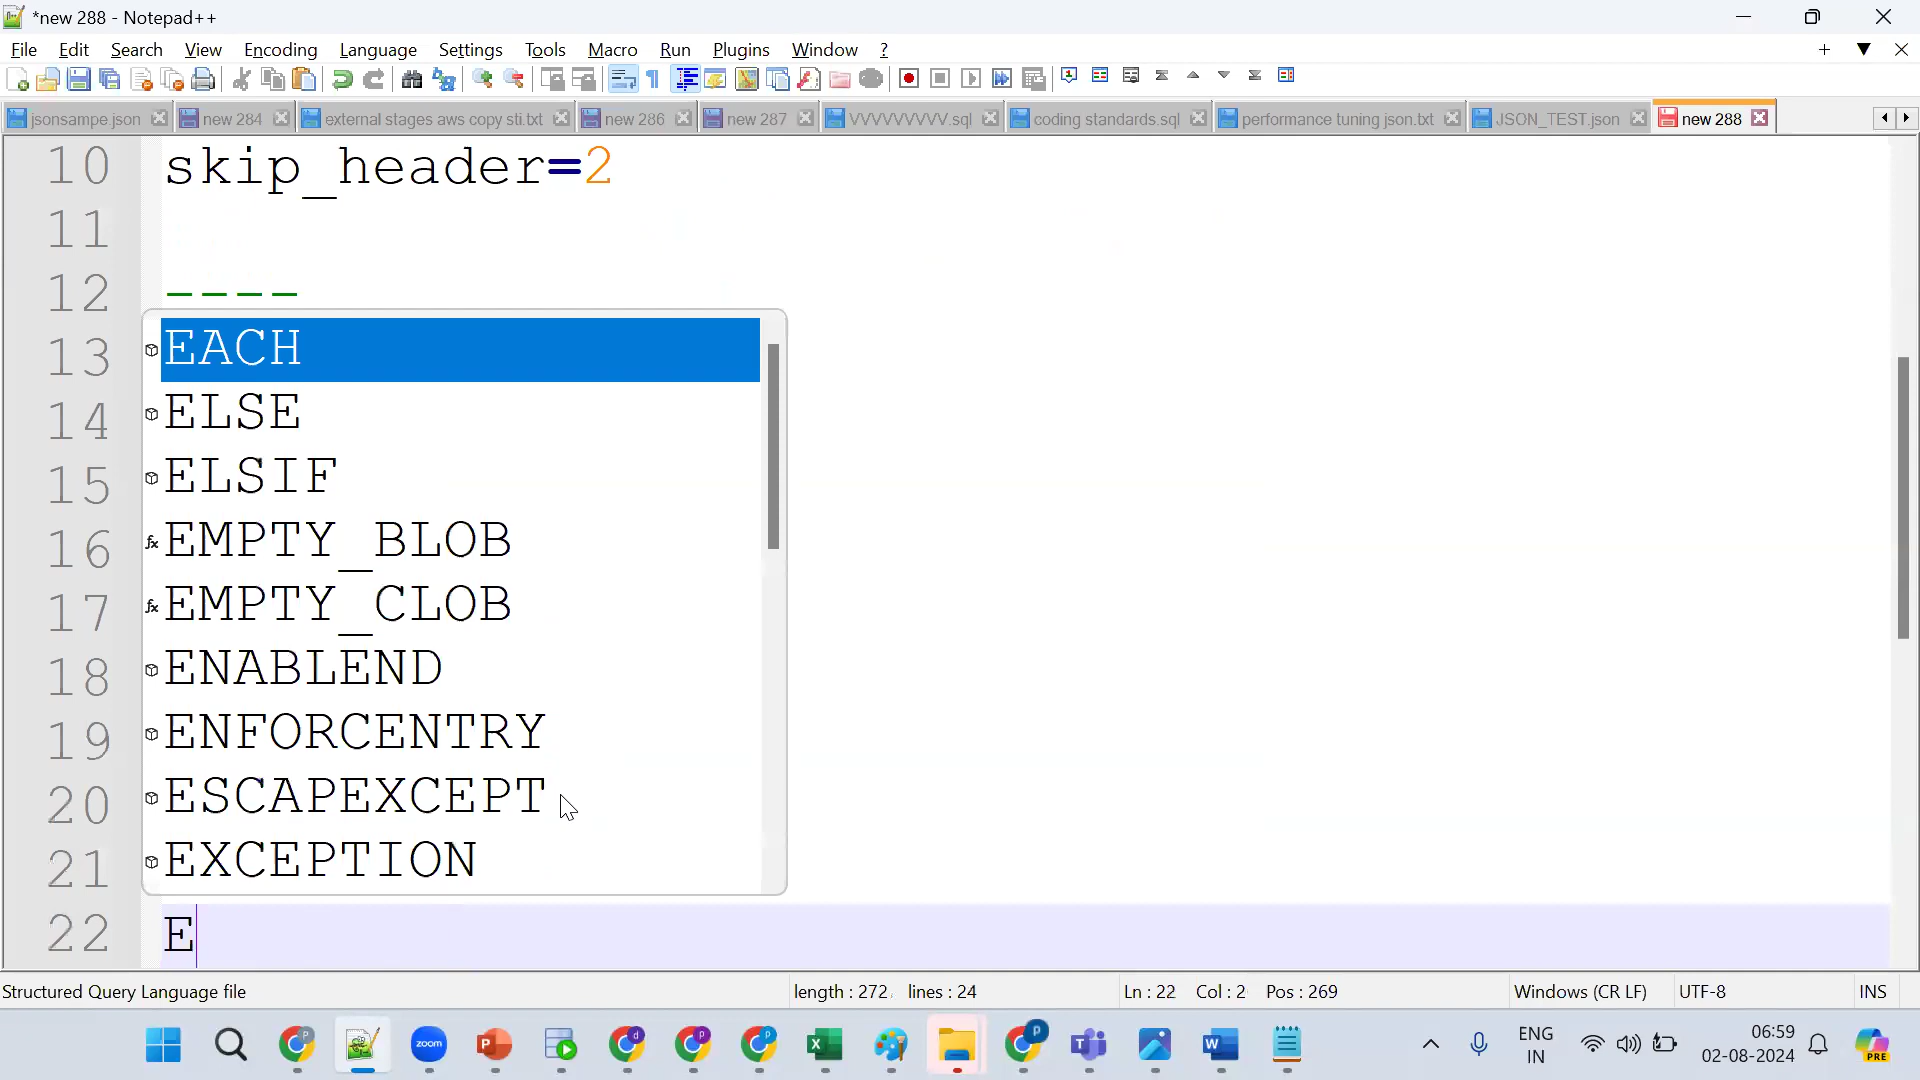 *new 288 - Notepad++
File Edit Search View Encoding Language Settings Tools Macro Run Plugins Window ?
jsonsampe.json new 284 external stages aws copy sti.txt new 286 new 287 VVVVVVVVV.sql coding standards.sql performance tuning json.txt JSON_TEST.json new 288
10 skip_header=2
11
12 ----
13 EACH
14 ELSE
15 ELSIF
16 EMPTY_BLOB
17 EMPTY_CLOB
18 ENABLEND
19 ENFORCENTRY
20 ESCAPEXCEPT
21 EXCEPTION
22 E
Structured Query Language file length : 272 lines : 24 Ln : 22 Col : 2 Pos : 269 Windows (CR LF) UTF-8 INS
zoom
ENG 06:59
IN 02-08-2024
PRE